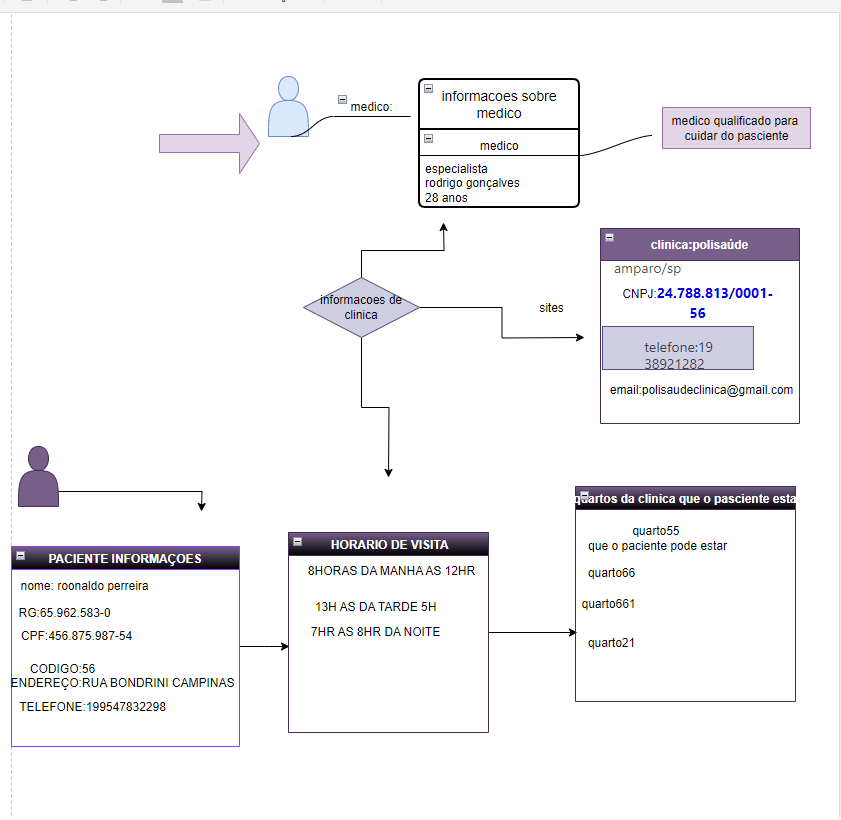 medico:
informacoes sobre
medico
medico
especialista
rodrigo gonçalves
28 anos
medico qualificado para
cuidar do pasciente
clinica:polisaúde
amparo/sp
CNPJ:24.788.813/0001-
56
telefone:19
38921282
email:polisaudeclinica@gmail.com
informacoes de
clinica
sites
PACIENTE INFORMAÇOES
nome: roonaldo perreira
RG:65.962.583-0
CPF:456.875.987-54
CODIGO:56
ENDEREÇO:RUA BONDRINI CAMPINAS
TELEFONE:199547832298
HORARIO DE VISITA
8HORAS DA MANHA AS 12HR
13H AS DA TARDE 5H
7HR AS 8HR DA NOITE
quartos da clinica que o pasciente esta
quarto55
que o paciente pode estar
quarto66
quarto661
quarto21